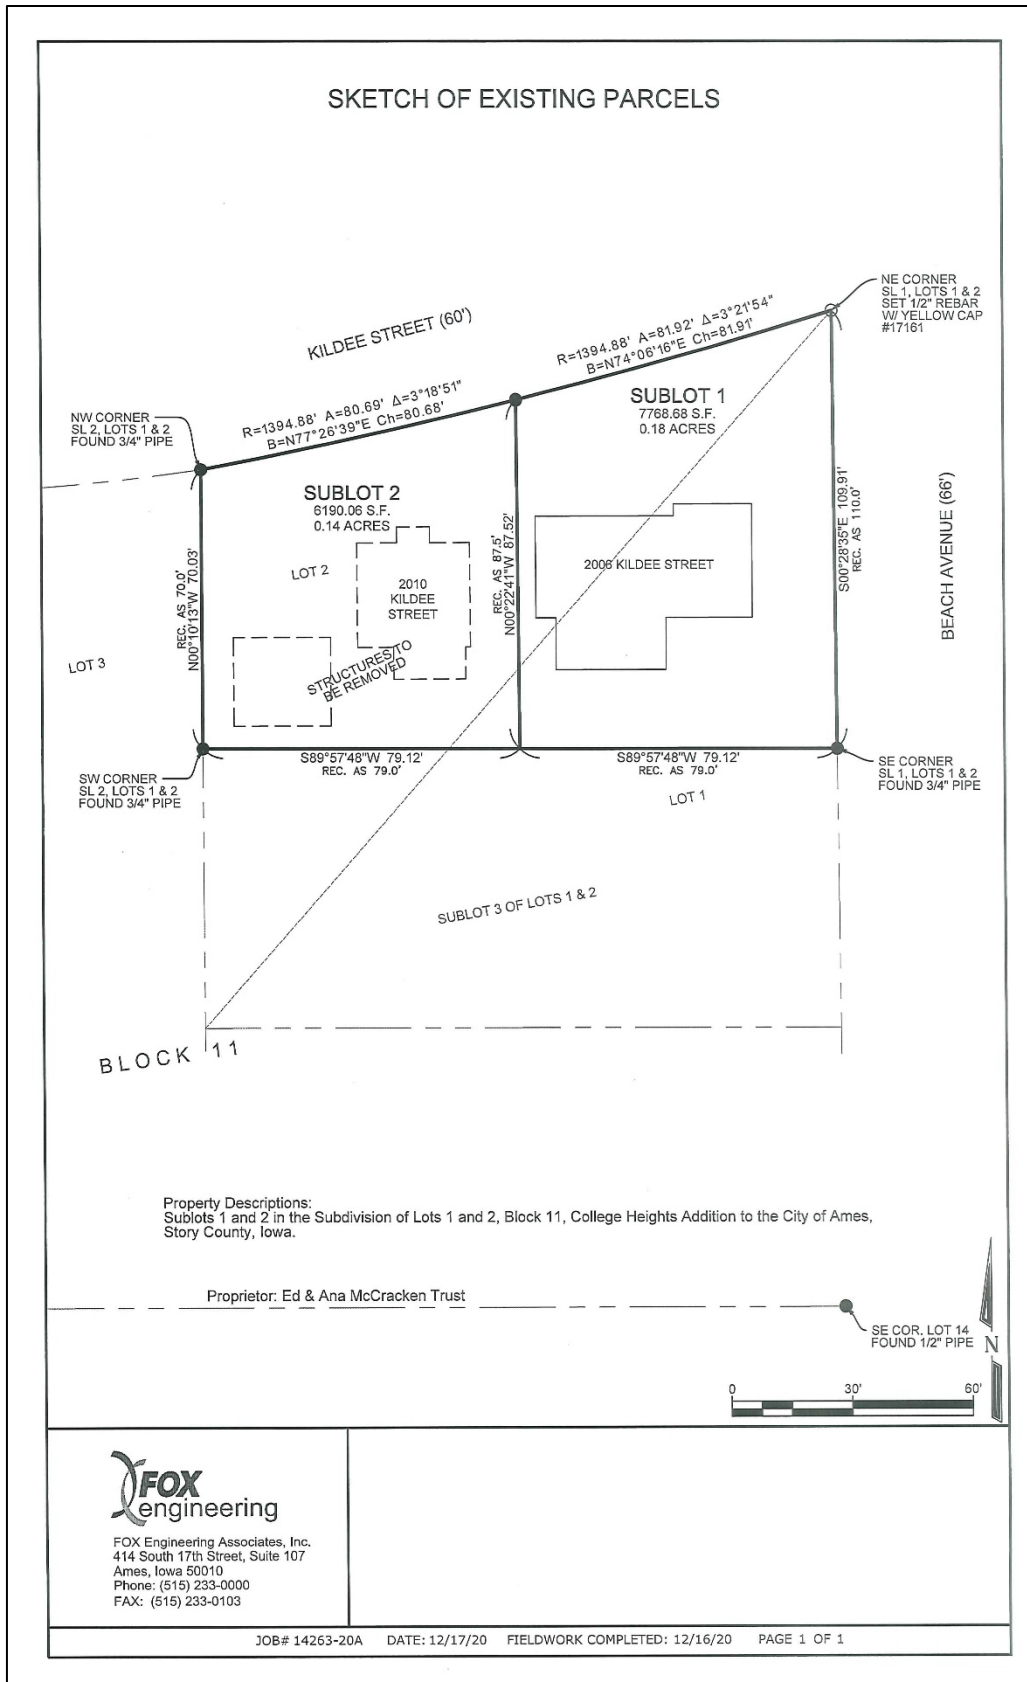 SKETCH OF EXISTING PARCELS
NE CORNER
SL 1, LOTS 1 & 2
SET 1/2" REBAR
W/ YELLOW CAP
#17161
KILDEE STREET (60')
R=1394.88' A=81.92' Δ=3°21'54"
B=N74°06'16"E Ch=81.91'
R=1394.88' A=80.69' Δ=3°18'51"
B=N77°26'39"E Ch=80.68'
NW CORNER
SL 2, LOTS 1 & 2
FOUND 3/4" PIPE
SUBLOT 1
7768.68 S.F.
0.18 ACRES
SUBLOT 2
6190.06 S.F.
0.14 ACRES
S00°28'35"E 109.91'
REC. AS 110.0'
BEACH AVENUE (66')
REC. AS 87.5'
N00°22'41"W 87.52'
REC. AS 70.0'
N00°10'13"W 70.03'
LOT 2
2010
KILDEE
STREET
2006 KILDEE STREET
LOT 3
STRUCTURES TO
BE REMOVED
S89°57'48"W 79.12'
REC. AS 79.0'
S89°57'48"W 79.12'
REC. AS 79.0'
SW CORNER
SL 2, LOTS 1 & 2
FOUND 3/4" PIPE
SE CORNER
SL 1, LOTS 1 & 2
FOUND 3/4" PIPE
LOT 1
SUBLOT 3 OF LOTS 1 & 2
BLOCK 11
Property Descriptions:
Sublots 1 and 2 in the Subdivision of Lots 1 and 2, Block 11, College Heights Addition to the City of Ames,
Story County, Iowa.
Proprietor: Ed & Ana McCracken Trust
SE COR. LOT 14
FOUND 1/2" PIPE
N
0 30' 60'
FOX
engineering
FOX Engineering Associates, Inc.
414 South 17th Street, Suite 107
Ames, Iowa 50010
Phone: (515) 233-0000
FAX: (515) 233-0103
JOB# 14263-20A DATE: 12/17/20 FIELDWORK COMPLETED: 12/16/20 PAGE 1 OF 1